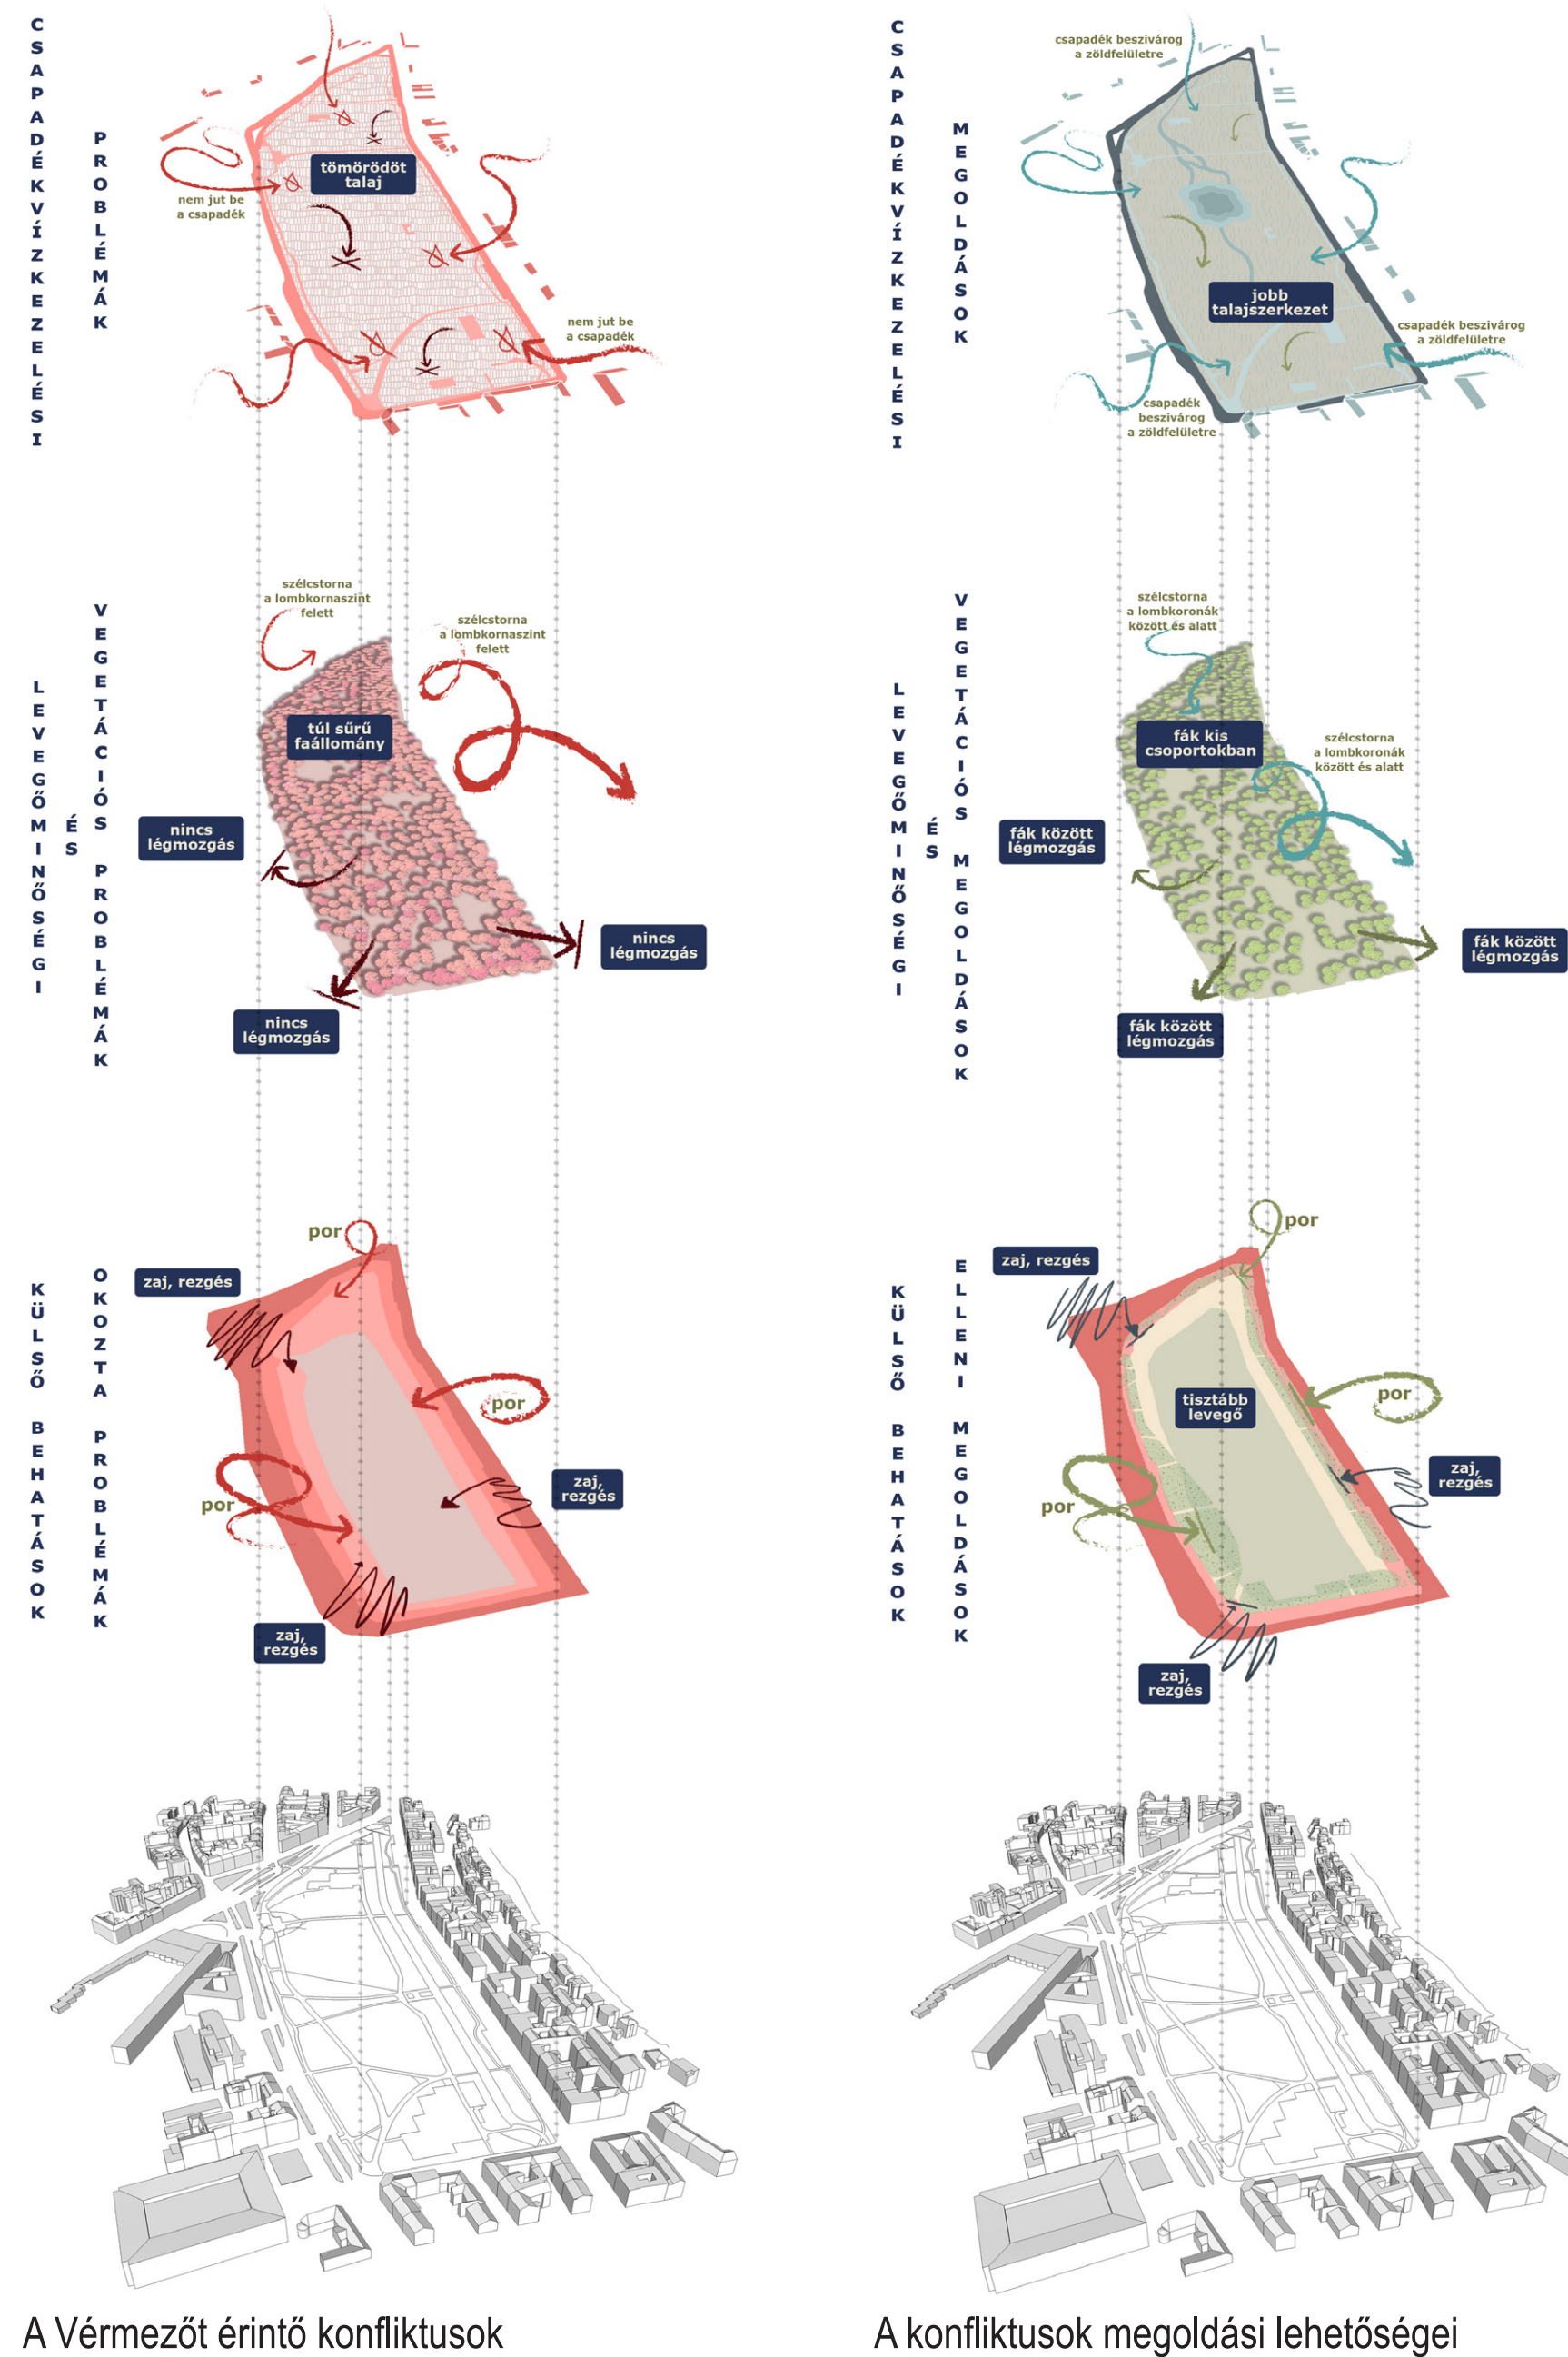 CSAPADÉKVÍZKEZELÉSI
PROBLÉMÁK
tömörödöt
talaj
nem jut be
a csapadék
nem jut be
a csapadék
LEVEGŐMINŐSÉGI
ÉS
VEGETÁCIÓS PROBLÉMÁK
szélcstorna
a lombkornaszint
felett
szélcstorna
a lombkornaszint
felett
túl sűrű
faállomány
nincs
légmozgás
nincs
légmozgás
nincs
légmozgás
KÜLSŐ BEHATÁSOK
OKOZTA PROBLÉMÁK
por
zaj, rezgés
por
por
zaj,
rezgés
zaj,
rezgés
A Vérmezőt érintő konfliktusok
CSAPADÉKVÍZKEZELÉSI
MEGOLDÁSOK
csapadék beszivárog
a zöldfelületre
jobb
talajszerkezet
csapadék beszivárog
a zöldfelületre
csapadék
beszivárog
a zöldfelületre
LEVEGŐMINŐSÉGI
ÉS
VEGETÁCIÓS MEGOLDÁSOK
szélcstorna
a lombkoronák
között és alatt
fák kis
csoportokban
szélcstorna
a lombkoronák
között és alatt
fák között
légmozgás
fák között
légmozgás
fák között
légmozgás
KÜLSŐ BEHATÁSOK
ELLENI MEGOLDÁSOK
por
zaj, rezgés
tisztább
levegő
por
por
zaj,
rezgés
zaj,
rezgés
A konfliktusok megoldási lehetőségei